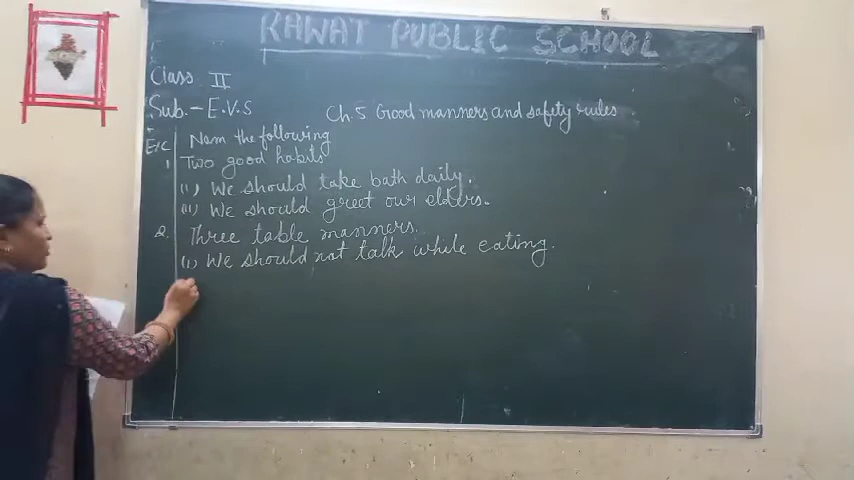 RAWAT PUBLIC SCHOOL
Class II
Sub.- E.V.S
Ch.5 Good manners and safety rules
Ex C Nam the following
1 Two good habits
(i) We should take bath daily.
(ii) We should greet our elders.
2. Three table manners.
(i) We should not talk while eating.